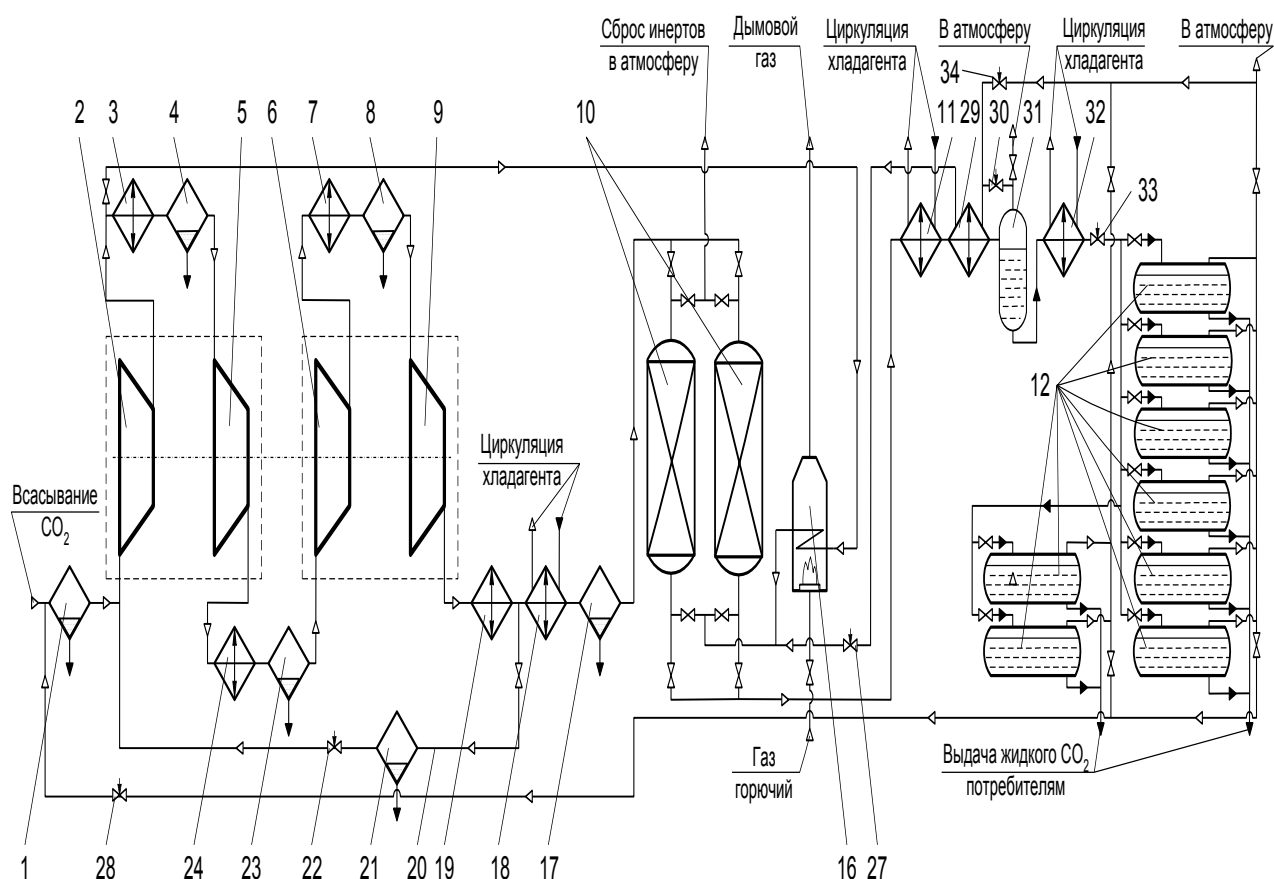 Сброс инертов
в атмосферу
Дымовой
газ
Циркуляция
хладагента
В атмосферу
Циркуляция
хладагента
В атмосферу
34
2 3 4 5 6 7 8 9 10 11 29 30 31 32
33
12
Циркуляция
хладагента
Всасывание
CO2
Газ
горючий
Выдача жидкого CO2
потребителям
1 28 24 23 22 21 20 19 18 17 16 27